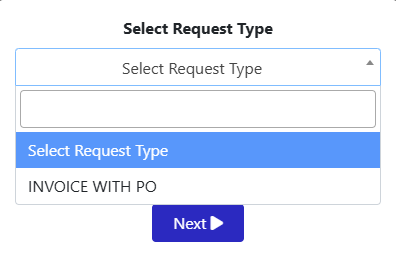 Select Request Type
Select Request Type
Select Request Type
INVOICE WITH PO
Next